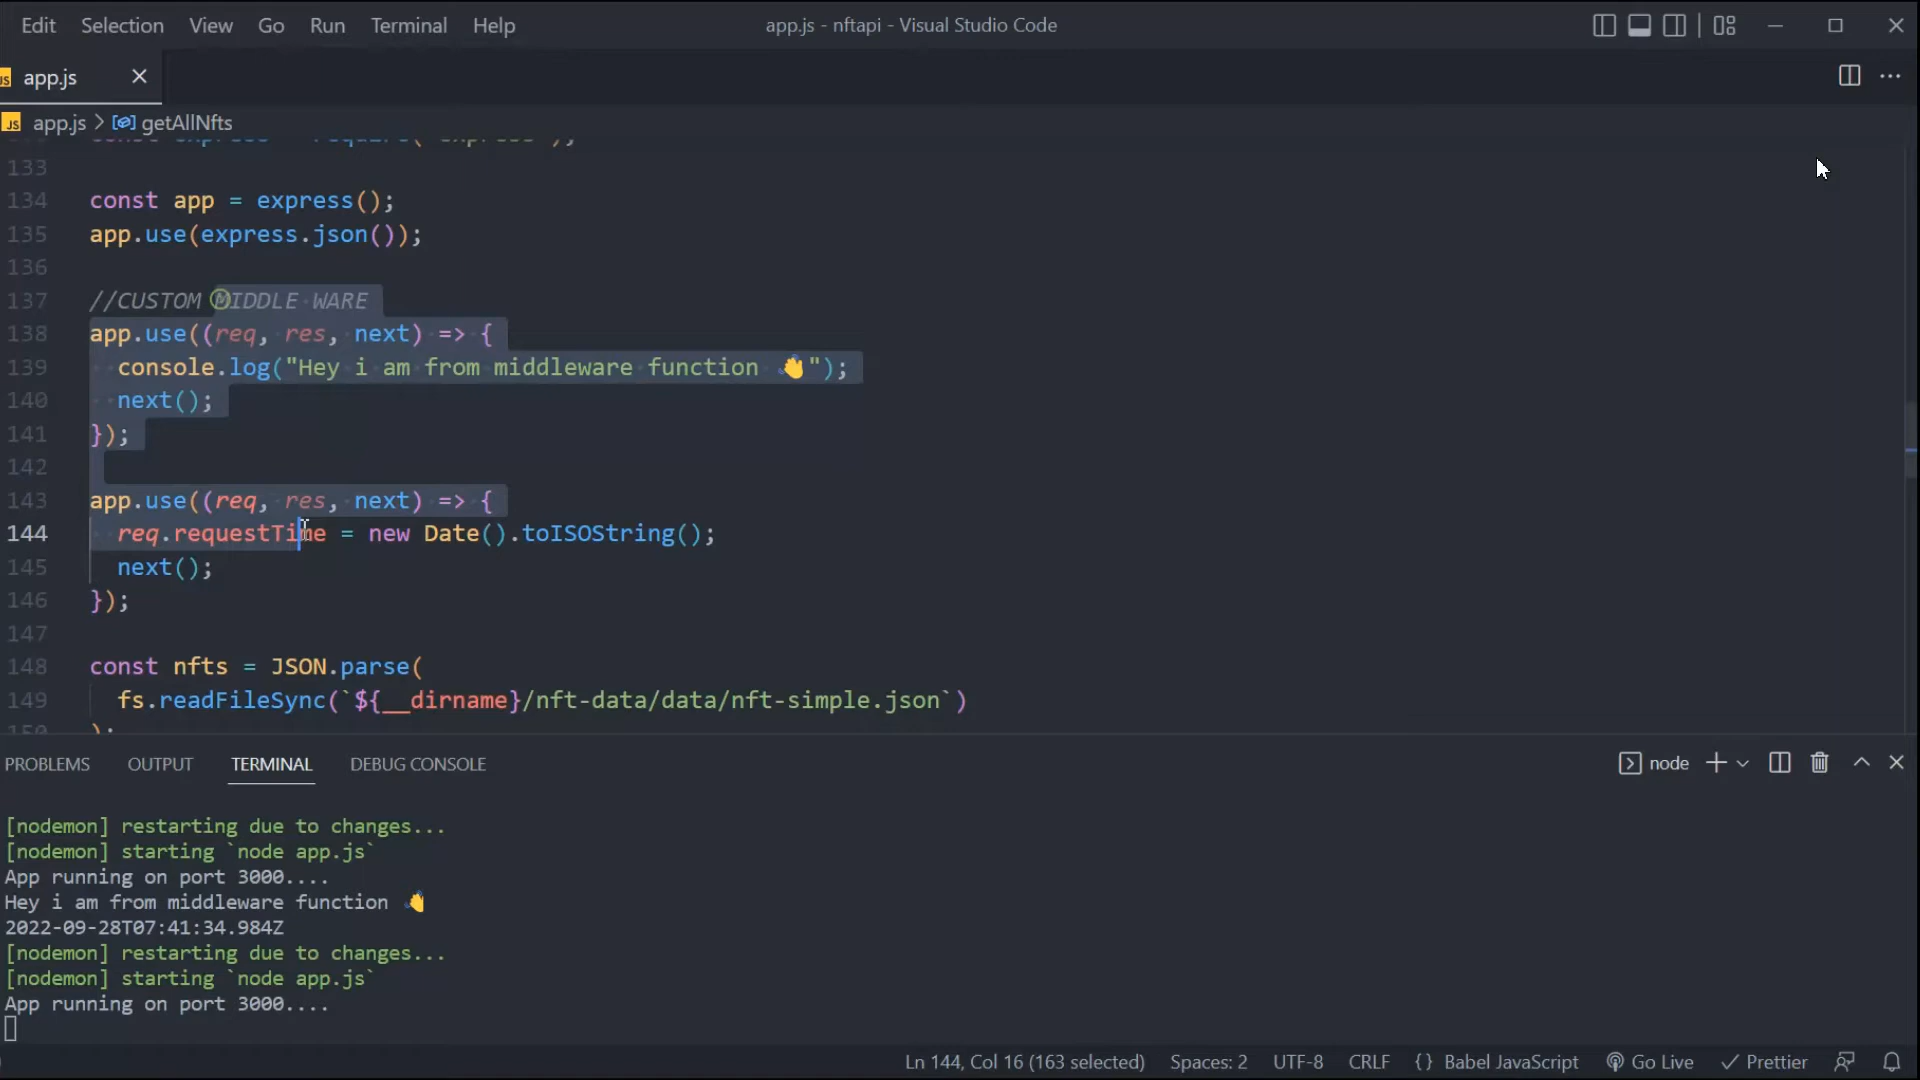 Edit Selection View Go Run Terminal Help app.js - nftapi - Visual Studio Code
JS app.js
JS app.js > getAllNfts
const express = require("express");
133
134 const app = express();
135 app.use(express.json());
136
137 //CUSTOM MIDDLE WARE
138 app.use((req, res, next) => {
139 console.log("Hey i am from middleware function 👋");
140 next();
141 });
142
143 app.use((req, res, next) => {
144 req.requestTime = new Date().toISOString();
145 next();
146 });
147
148 const nfts = JSON.parse(
149 fs.readFileSync(`${__dirname}/nft-data/data/nft-simple.json`)
150 );
PROBLEMS OUTPUT TERMINAL DEBUG CONSOLE node
[nodemon] restarting due to changes...
[nodemon] starting `node app.js`
App running on port 3000....
Hey i am from middleware function 👋
2022-09-28T07:41:34.984Z
[nodemon] restarting due to changes...
[nodemon] starting `node app.js`
App running on port 3000....
Ln 144, Col 16 (163 selected) Spaces: 2 UTF-8 CRLF {} Babel JavaScript Go Live Prettier